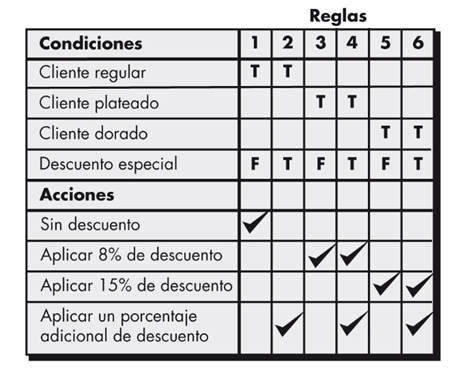 Reglas
Condiciones 1 2 3 4 5 6
Cliente regular T T
Cliente plateado T T
Cliente dorado T T
Descuento especial F T F T F T
Acciones
Sin descuento ✓
Aplicar 8% de descuento ✓ ✓
Aplicar 15% de descuento ✓ ✓
Aplicar un porcentaje
adicional de descuento ✓ ✓ ✓